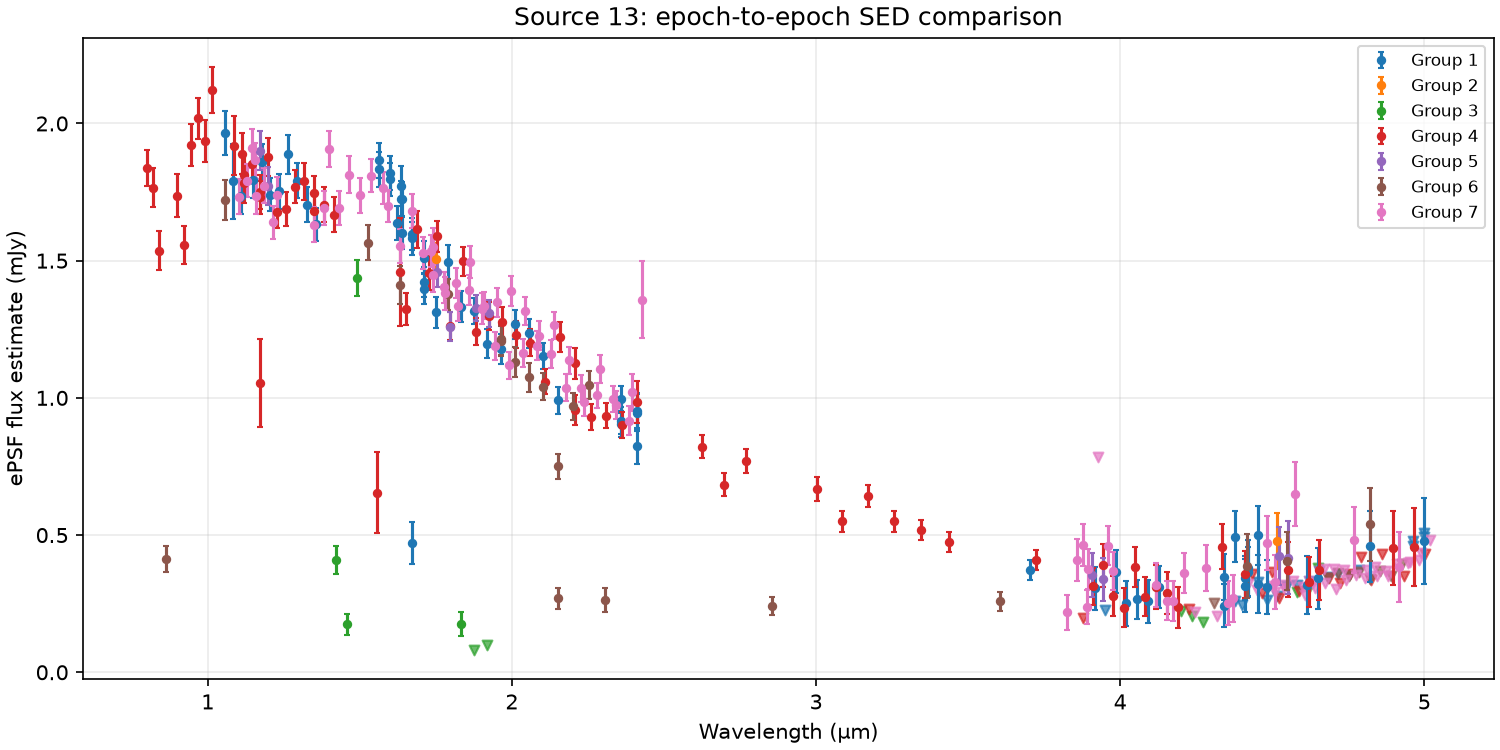 Source 13: epoch-to-epoch SED comparison
ePSF flux estimate (mJy)
2.0
1.5
1.0
0.5
0.0
Group 1
Group 2
Group 3
Group 4
Group 5
Group 6
Group 7
1 2 3 4 5
Wavelength (μm)